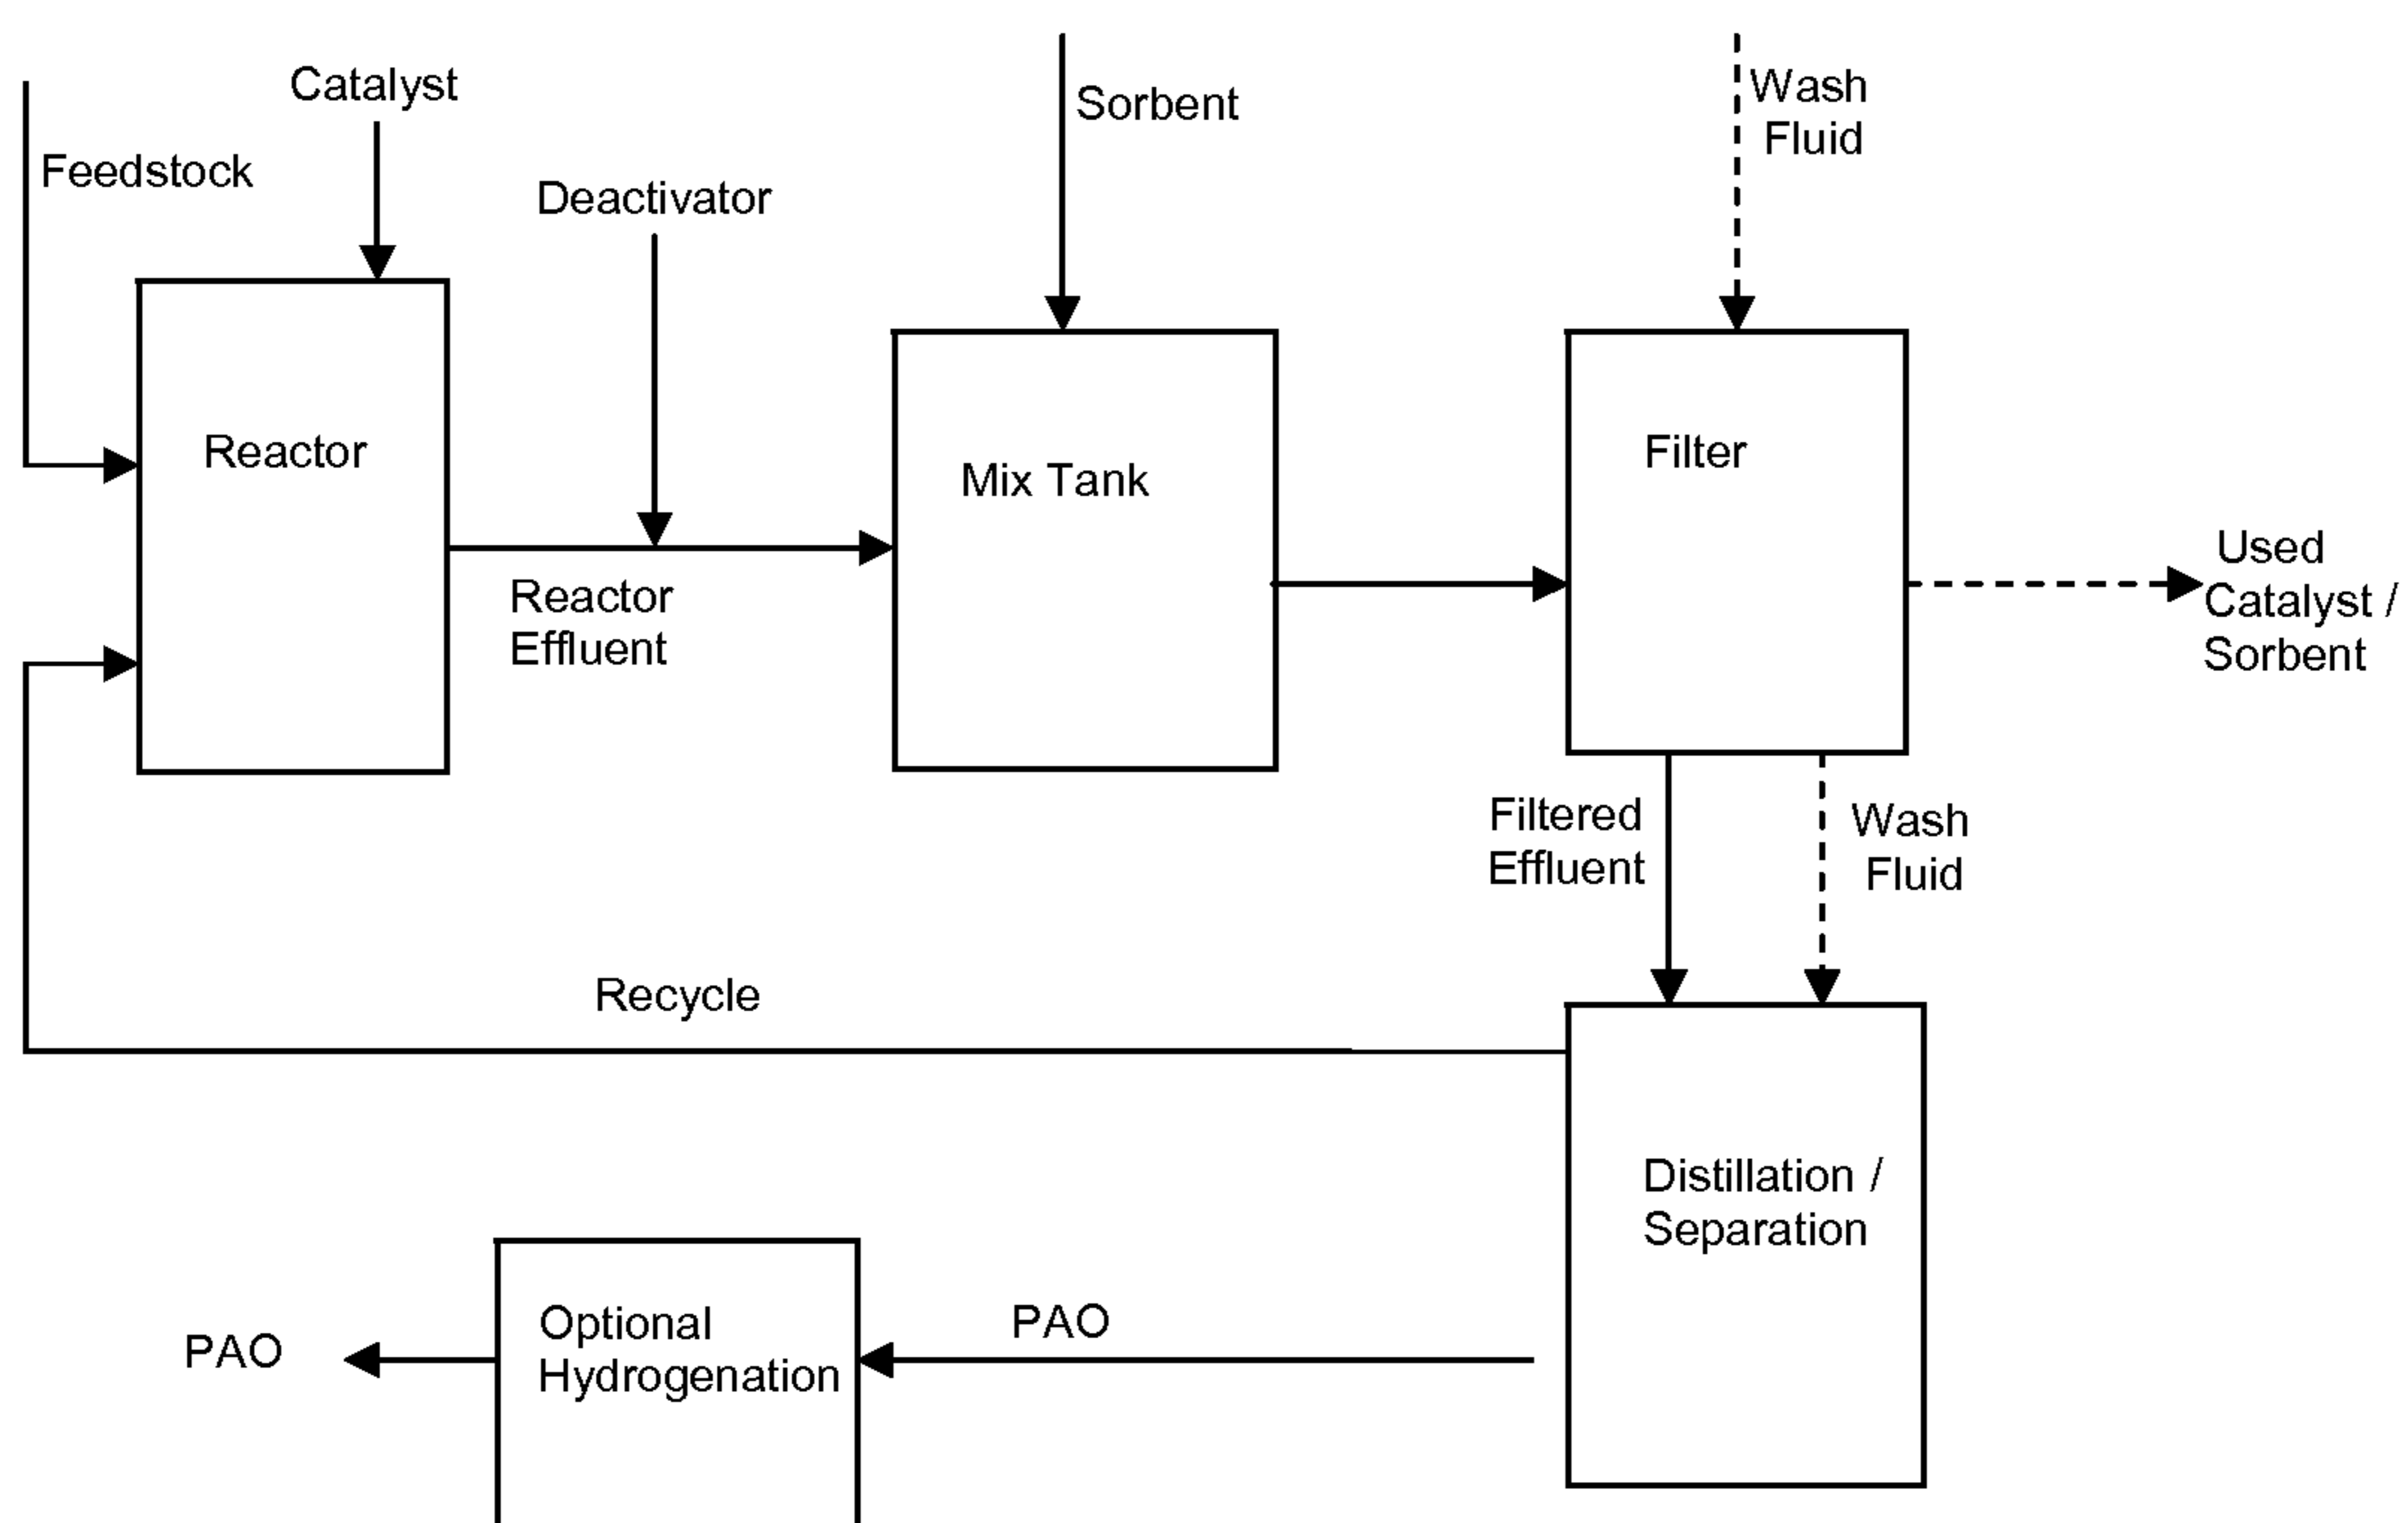 Catalyst
Sorbent
Wash
Fluid
Feedstock
Deactivator
Reactor
Mix Tank
Filter
Reactor
Effluent
Used
Catalyst /
Sorbent
Filtered
Effluent
Wash
Fluid
Recycle
Distillation /
Separation
Optional
Hydrogenation
PAO
PAO